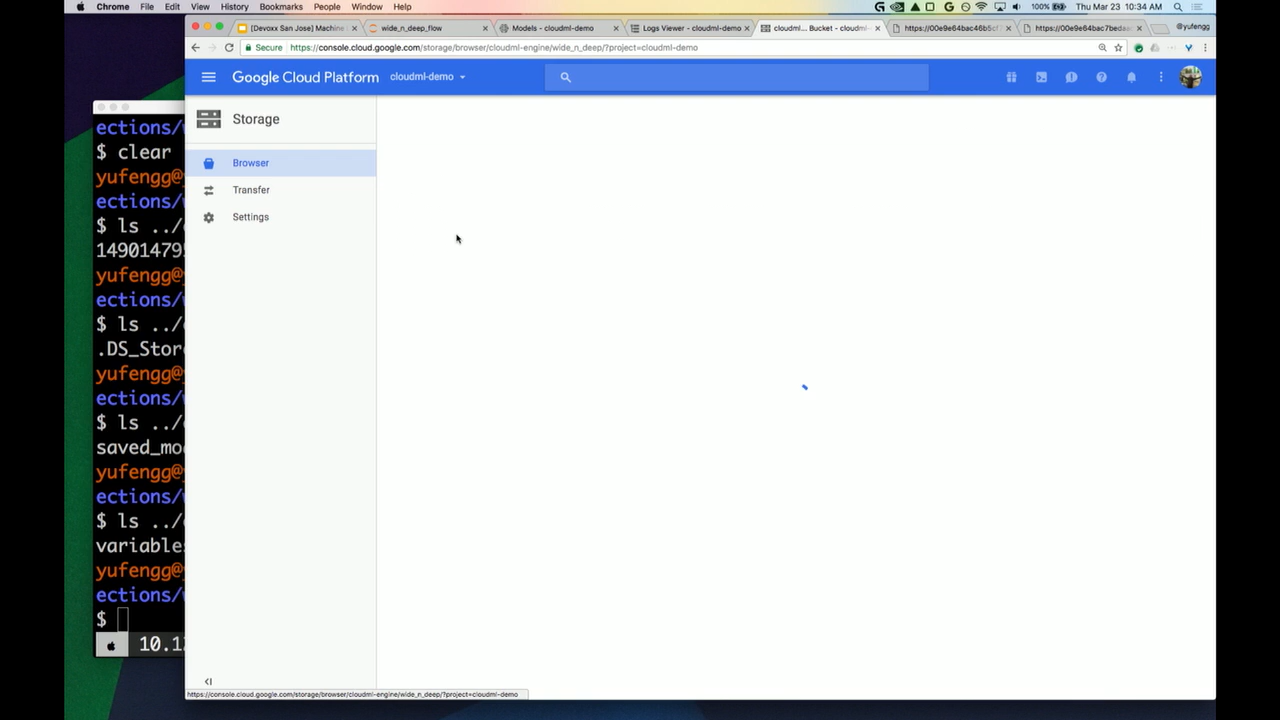 Chrome File Edit View History Bookmarks People Window Help 100% Thu Mar 23 10:34 AM
[Devoxx San Jose] Machine wide_n_deep_flow Models - cloudml-demo Logs Viewer - cloudml-demo cloudml... Bucket - cloudml- https://00e9e64bac46b5cf https://00e9e64bac7bedaa @yufengg
Secure https://console.cloud.google.com/storage/browser/cloudml-engine/wide_n_deep/?project=cloudml-demo
Google Cloud Platform cloudml-demo
Storage
Browser
Transfer
Settings
ections/
$ clear
yufengg@
ections/
$ ls ../
1490147
yufengg@
ections/
$ ls ../
.DS_Stor
yufengg@
ections/
$ ls ../
saved_mo
yufengg@
ections/
$ ls ../
variable
yufengg@
ections/
$
10.1
https://console.cloud.google.com/storage/browser/cloudml-engine/wide_n_deep/?project=cloudml-demo